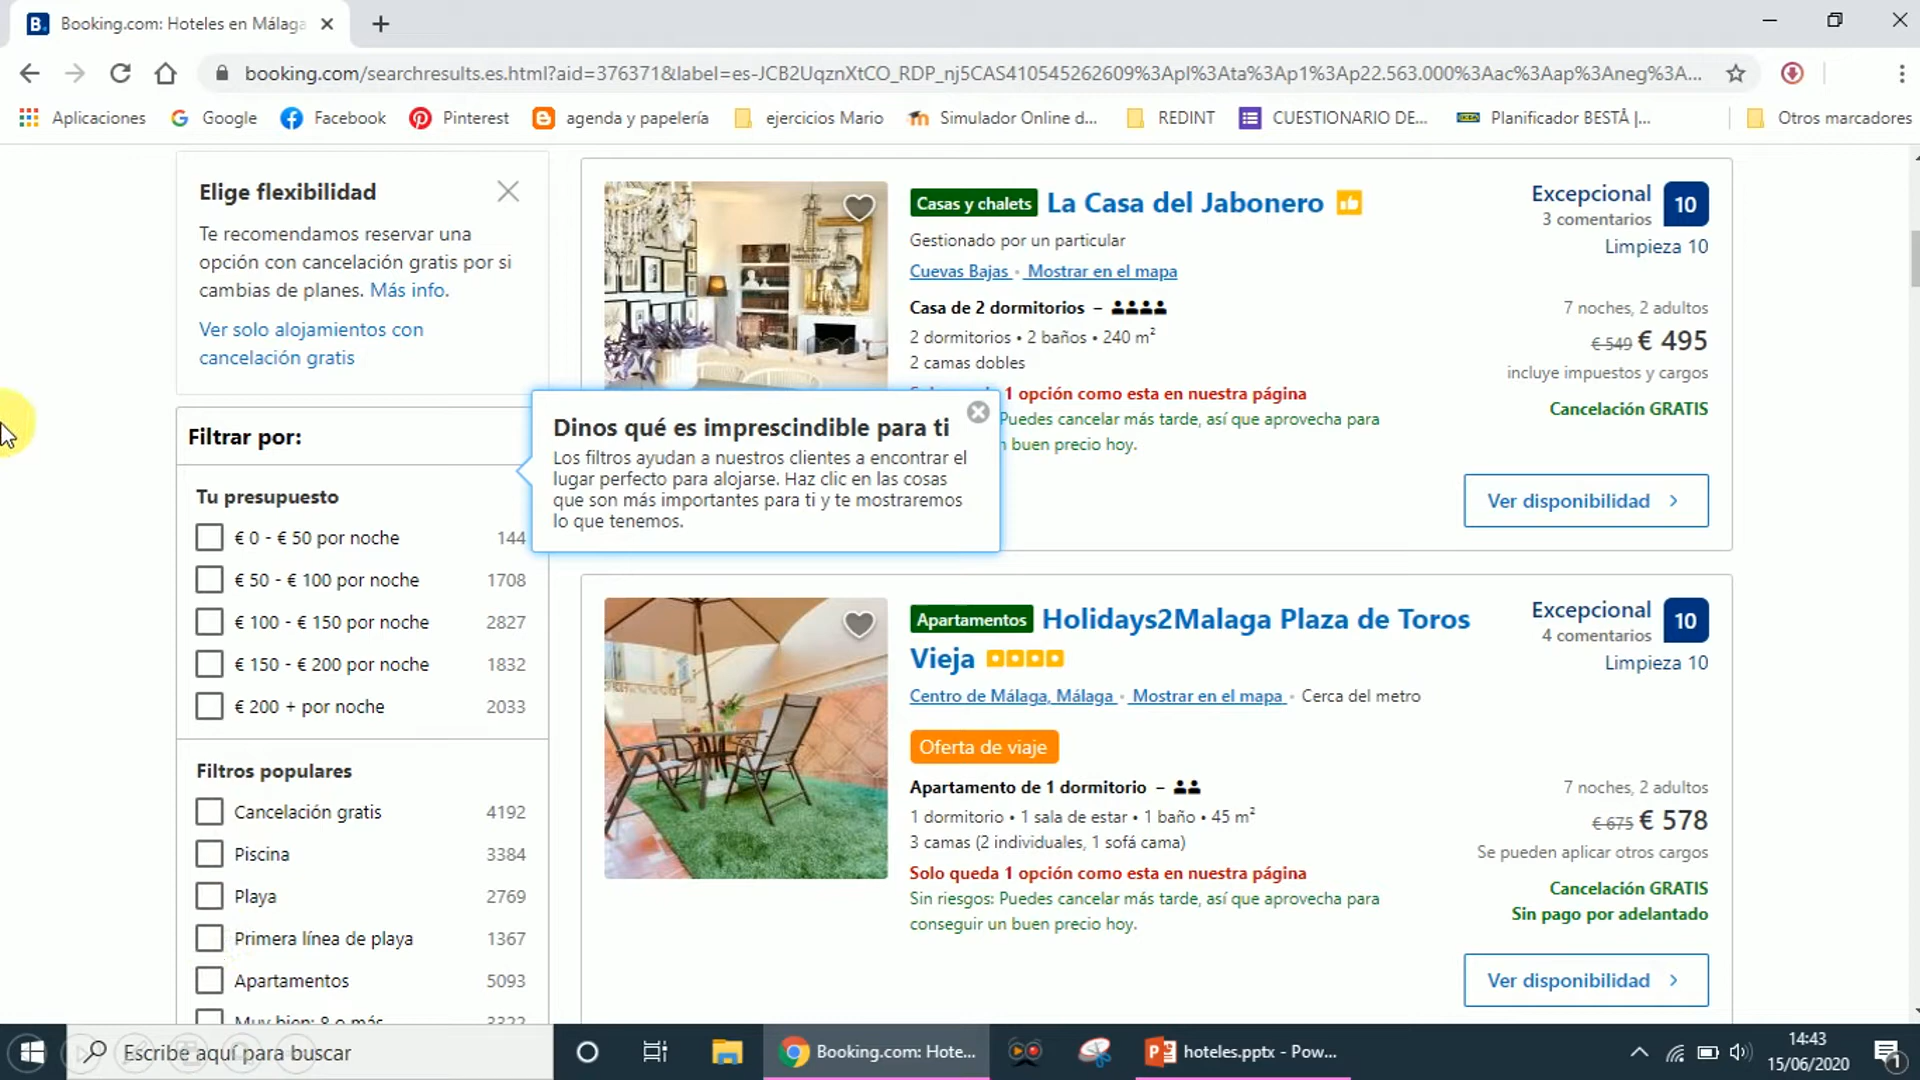 Booking.com: Hoteles en Málaga
booking.com/searchresults.es.html?aid=376371&label=es-JCB2UqznXtCO_RDP_nj5CAS410545262609%3Apl%3Ata%3Ap1%3Ap22.563.000%3Aac%3Aap%3Aneg%3A...
Aplicaciones Google Facebook Pinterest agenda y papelería ejercicios Mario Simulador Online d... REDINT CUESTIONARIO DE... Planificador BESTÅ |... Otros marcadores
Elige flexibilidad
Te recomendamos reservar una
opción con cancelación gratis por si
cambias de planes. Más info.
Ver solo alojamientos con
cancelación gratis
Filtrar por:
Tu presupuesto
€ 0 - € 50 por noche 144
€ 50 - € 100 por noche 1708
€ 100 - € 150 por noche 2827
€ 150 - € 200 por noche 1832
€ 200 + por noche 2033
Filtros populares
Cancelación gratis 4192
Piscina 3384
Playa 2769
Primera línea de playa 1367
Apartamentos 5093
Muy bien: 8 o más 3322
Dinos qué es imprescindible para ti
Los filtros ayudan a nuestros clientes a encontrar el
lugar perfecto para alojarse. Haz clic en las cosas
que son más importantes para ti y te mostraremos
lo que tenemos.
Casas y chalets La Casa del Jabonero
Gestionado por un particular
Cuevas Bajas • Mostrar en el mapa
Casa de 2 dormitorios –
2 dormitorios • 2 baños • 240 m²
2 camas dobles
1 opción como esta en nuestra página
Puedes cancelar más tarde, así que aprovecha para
buen precio hoy.
Excepcional 10
3 comentarios
Limpieza 10
7 noches, 2 adultos
€ 549 € 495
incluye impuestos y cargos
Cancelación GRATIS
Ver disponibilidad
Apartamentos Holidays2Malaga Plaza de Toros
Vieja
Centro de Málaga, Málaga • Mostrar en el mapa • Cerca del metro
Oferta de viaje
Apartamento de 1 dormitorio –
1 dormitorio • 1 sala de estar • 1 baño • 45 m²
3 camas (2 individuales, 1 sofá cama)
Solo queda 1 opción como esta en nuestra página
Sin riesgos: Puedes cancelar más tarde, así que aprovecha para
conseguir un buen precio hoy.
Excepcional 10
4 comentarios
Limpieza 10
7 noches, 2 adultos
€ 675 € 578
Se pueden aplicar otros cargos
Cancelación GRATIS
Sin pago por adelantado
Ver disponibilidad
Escribe aquí para buscar
Booking.com: Hote...
hoteles.pptx - Pow...
14:43
15/06/2020
1